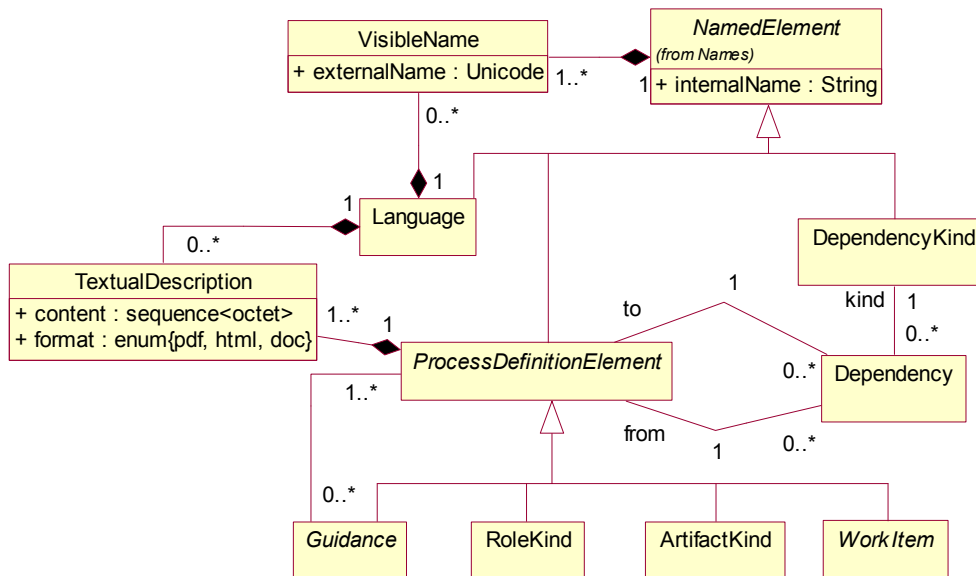 VisibleName
+ externalName : Unicode
NamedElement
(from Names)
+ internalName : String
1..*
1
0..*
1
1
Language
0..*
DependencyKind
TextualDescription
+ content : sequence<octet>
+ format : enum{pdf, html, doc}
kind
1
1
to
0..*
1..*
1
ProcessDefinitionElement
0..*
Dependency
1..*
from
1
0..*
0..*
Guidance
RoleKind
ArtifactKind
WorkItem